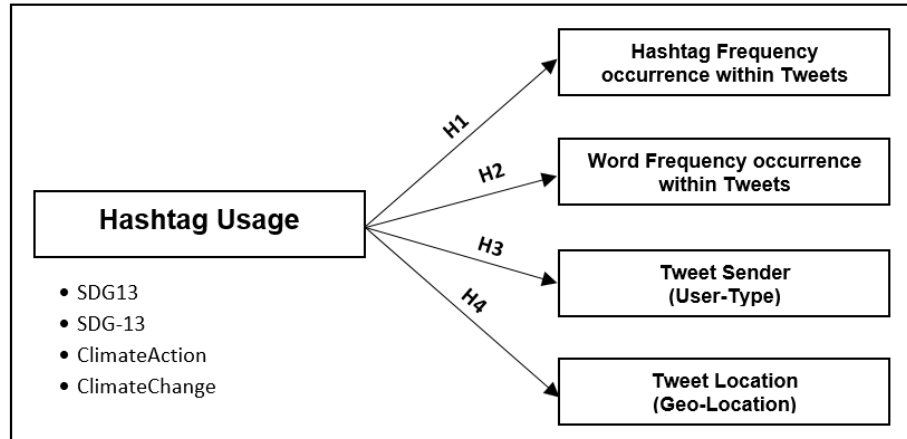 Hashtag Frequency
occurrence within Tweets
H1
Word Frequency occurrence
within Tweets
H2
Hashtag Usage
H3
Tweet Sender
(User-Type)
H4
• SDG13
• SDG-13
• ClimateAction
• ClimateChange
Tweet Location
(Geo-Location)